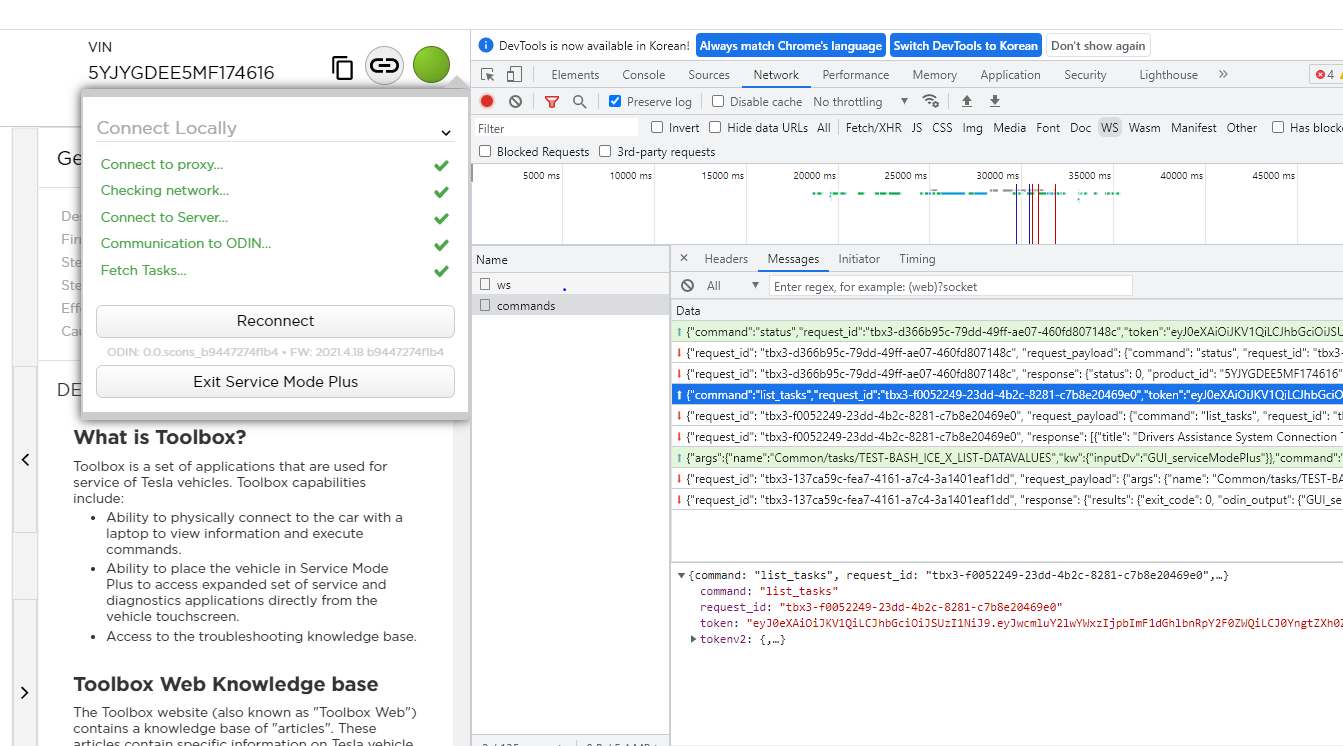 VIN
5YJYGDEE5MF174616
Connect Locally
Connect to proxy...
Checking network...
Connect to Server...
Communication to ODIN...
Fetch Tasks...
Reconnect
ODIN: 0.0.scons_b9447274f1b4 • FW: 2021.4.18 b9447274f1b4
Exit Service Mode Plus
What is Toolbox?
Toolbox is a set of applications that are used for
service of Tesla vehicles. Toolbox capabilities
include:
• Ability to physically connect to the car with a
laptop to view information and execute
commands.
• Ability to place the vehicle in Service Mode
Plus to access expanded set of service and
diagnostics applications directly from the
vehicle touchscreen.
• Access to the troubleshooting knowledge base.
Toolbox Web Knowledge base
The Toolbox website (also known as "Toolbox Web")
contains a knowledge base of "articles". These
articles contain specific information on Tesla vehicle
DevTools is now available in Korean! Always match Chrome's language Switch DevTools to Korean Don't show again
Elements Console Sources Network Performance Memory Application Security Lighthouse » 4
Preserve log Disable cache No throttling
Filter Invert Hide data URLs All Fetch/XHR JS CSS Img Media Font Doc WS Wasm Manifest Other Has blocke
Blocked Requests 3rd-party requests
5000 ms 10000 ms 15000 ms 20000 ms 25000 ms 30000 ms 35000 ms 40000 ms 45000 ms
Name
ws
commands
Headers Messages Initiator Timing
All Enter regex, for example: (web)?socket
Data
{"command":"status","request_id":"tbx3-d366b95c-79dd-49ff-ae07-460fd807148c","token":"eyJ0eXAiOiJKV1QiLCJhbGciOiJSU
{"request_id": "tbx3-d366b95c-79dd-49ff-ae07-460fd807148c", "request_payload": {"command": "status", "request_id": "tbx3-
{"request_id": "tbx3-d366b95c-79dd-49ff-ae07-460fd807148c", "response": {"status": 0, "product_id": "5YJYGDEE5MF174616"
{"command":"list_tasks","request_id":"tbx3-f0052249-23dd-4b2c-8281-c7b8e20469e0","token":"eyJ0eXAiOiJKV1QiLCJhbGciO
{"request_id": "tbx3-f0052249-23dd-4b2c-8281-c7b8e20469e0", "request_payload": {"command": "list_tasks", "request_id": "t
{"request_id": "tbx3-f0052249-23dd-4b2c-8281-c7b8e20469e0", "response": [{"title": "Drivers Assistance System Connection T
{"args":{"name":"Common/tasks/TEST-BASH_ICE_X_LIST-DATAVALUES","kw":{"inputDv":"GUI_serviceModePlus"}},"command":
{"request_id": "tbx3-137ca59c-fea7-4161-a7c4-3a1401eaf1dd", "request_payload": {"args": {"name": "Common/tasks/TEST-BA
{"request_id": "tbx3-137ca59c-fea7-4161-a7c4-3a1401eaf1dd", "response": {"results": {"exit_code": 0, "odin_output": {"GUI_se
{command: "list_tasks", request_id: "tbx3-f0052249-23dd-4b2c-8281-c7b8e20469e0",…}
command: "list_tasks"
request_id: "tbx3-f0052249-23dd-4b2c-8281-c7b8e20469e0"
token: "eyJ0eXAiOiJKV1QiLCJhbGciOiJSUzI1NiJ9.eyJwcmluY2lwYWxzIjpbImF1dGhlbnRpY2F0ZWQiLCJ0YngtZXh0Z
tokenv2: {,…}